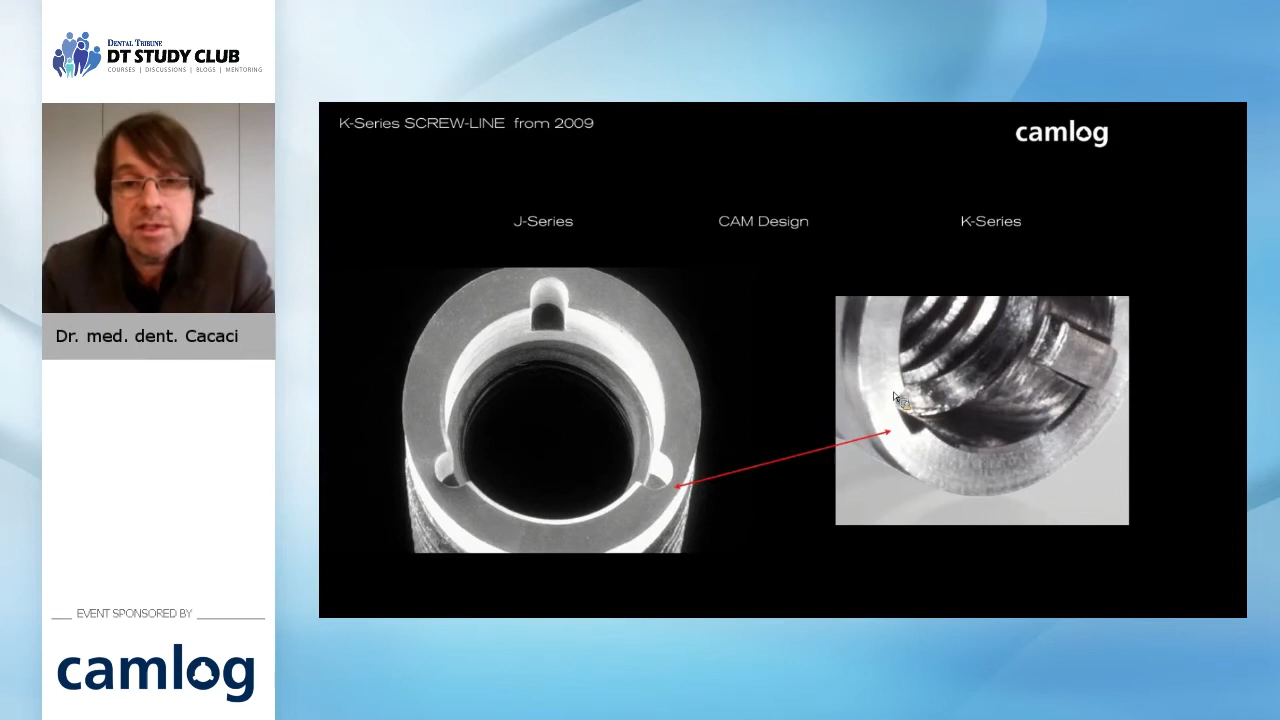 DENTAL TRIBUNE
DT STUDY CLUB
COURSES | DISCUSSIONS | BLOGS | MENTORING
Dr. med. dent. Cacaci
EVENT SPONSORED BY
camlog
K-Series SCREW-LINE from 2009
camlog
J-Series
CAM Design
K-Series